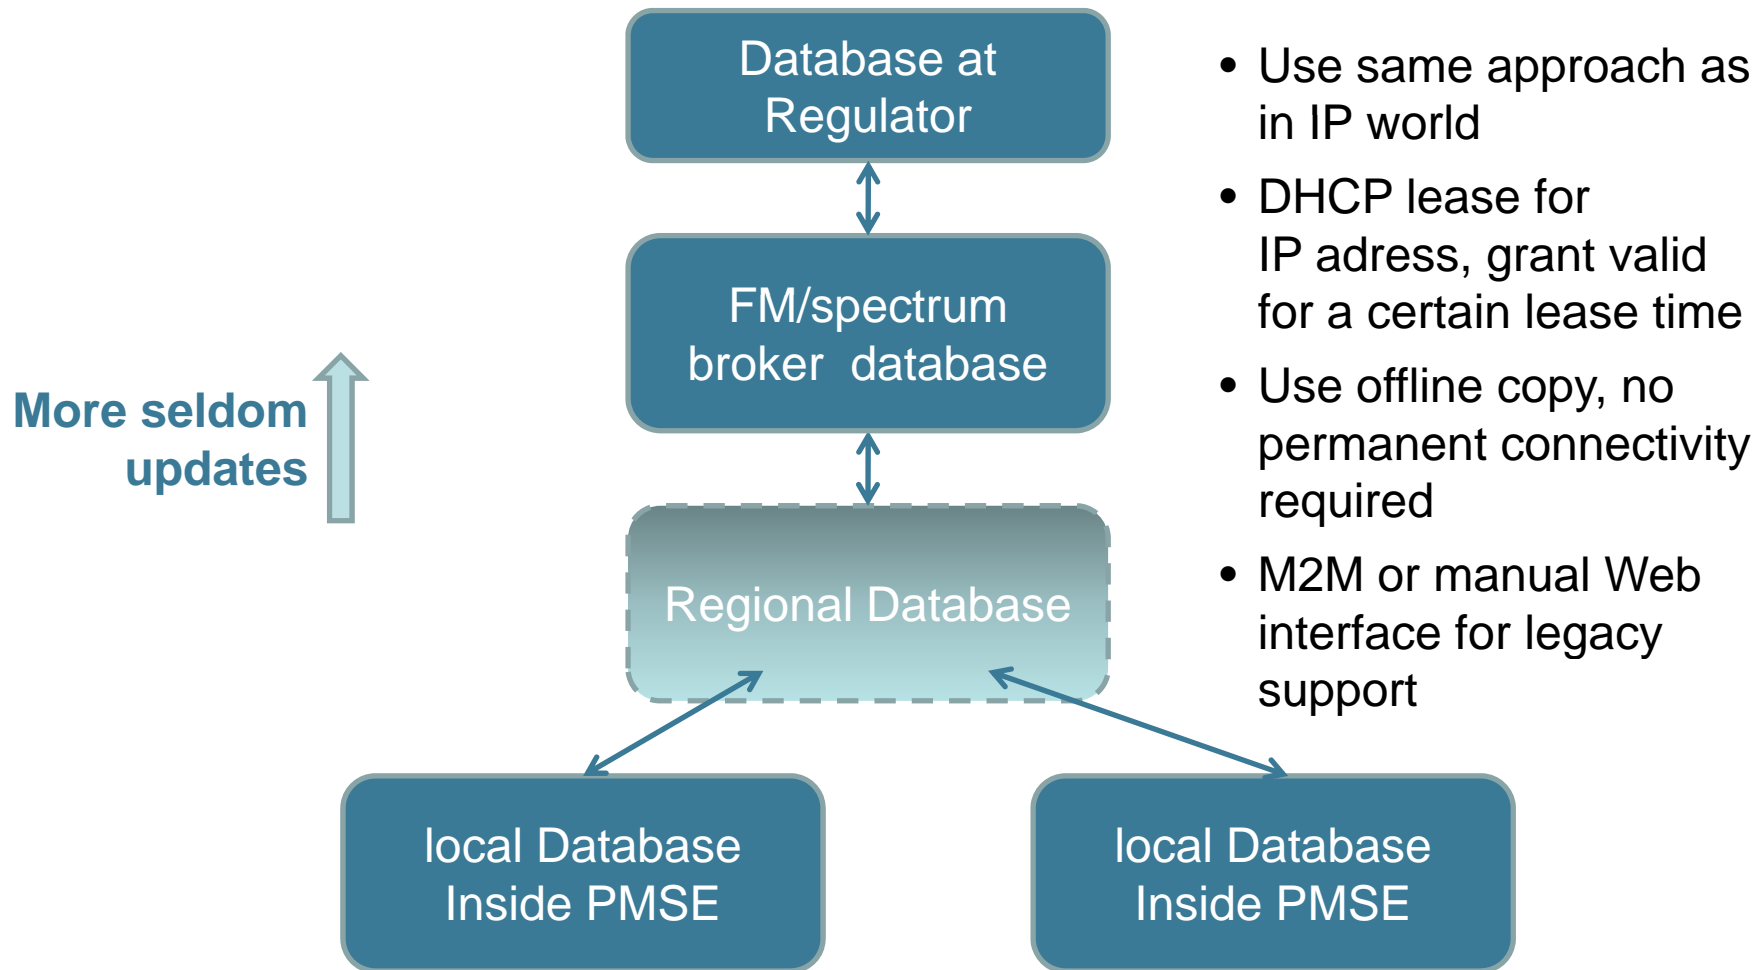 Database at
Regulator
FM/spectrum
broker  database
More seldom
updates
Regional Database
local Database
Inside PMSE
local Database
Inside PMSE
• Use same approach as
in IP world
• DHCP lease for
IP adress, grant valid
for a certain lease time
• Use offline copy, no
permanent connectivity
required
• M2M or manual Web
interface for legacy
support